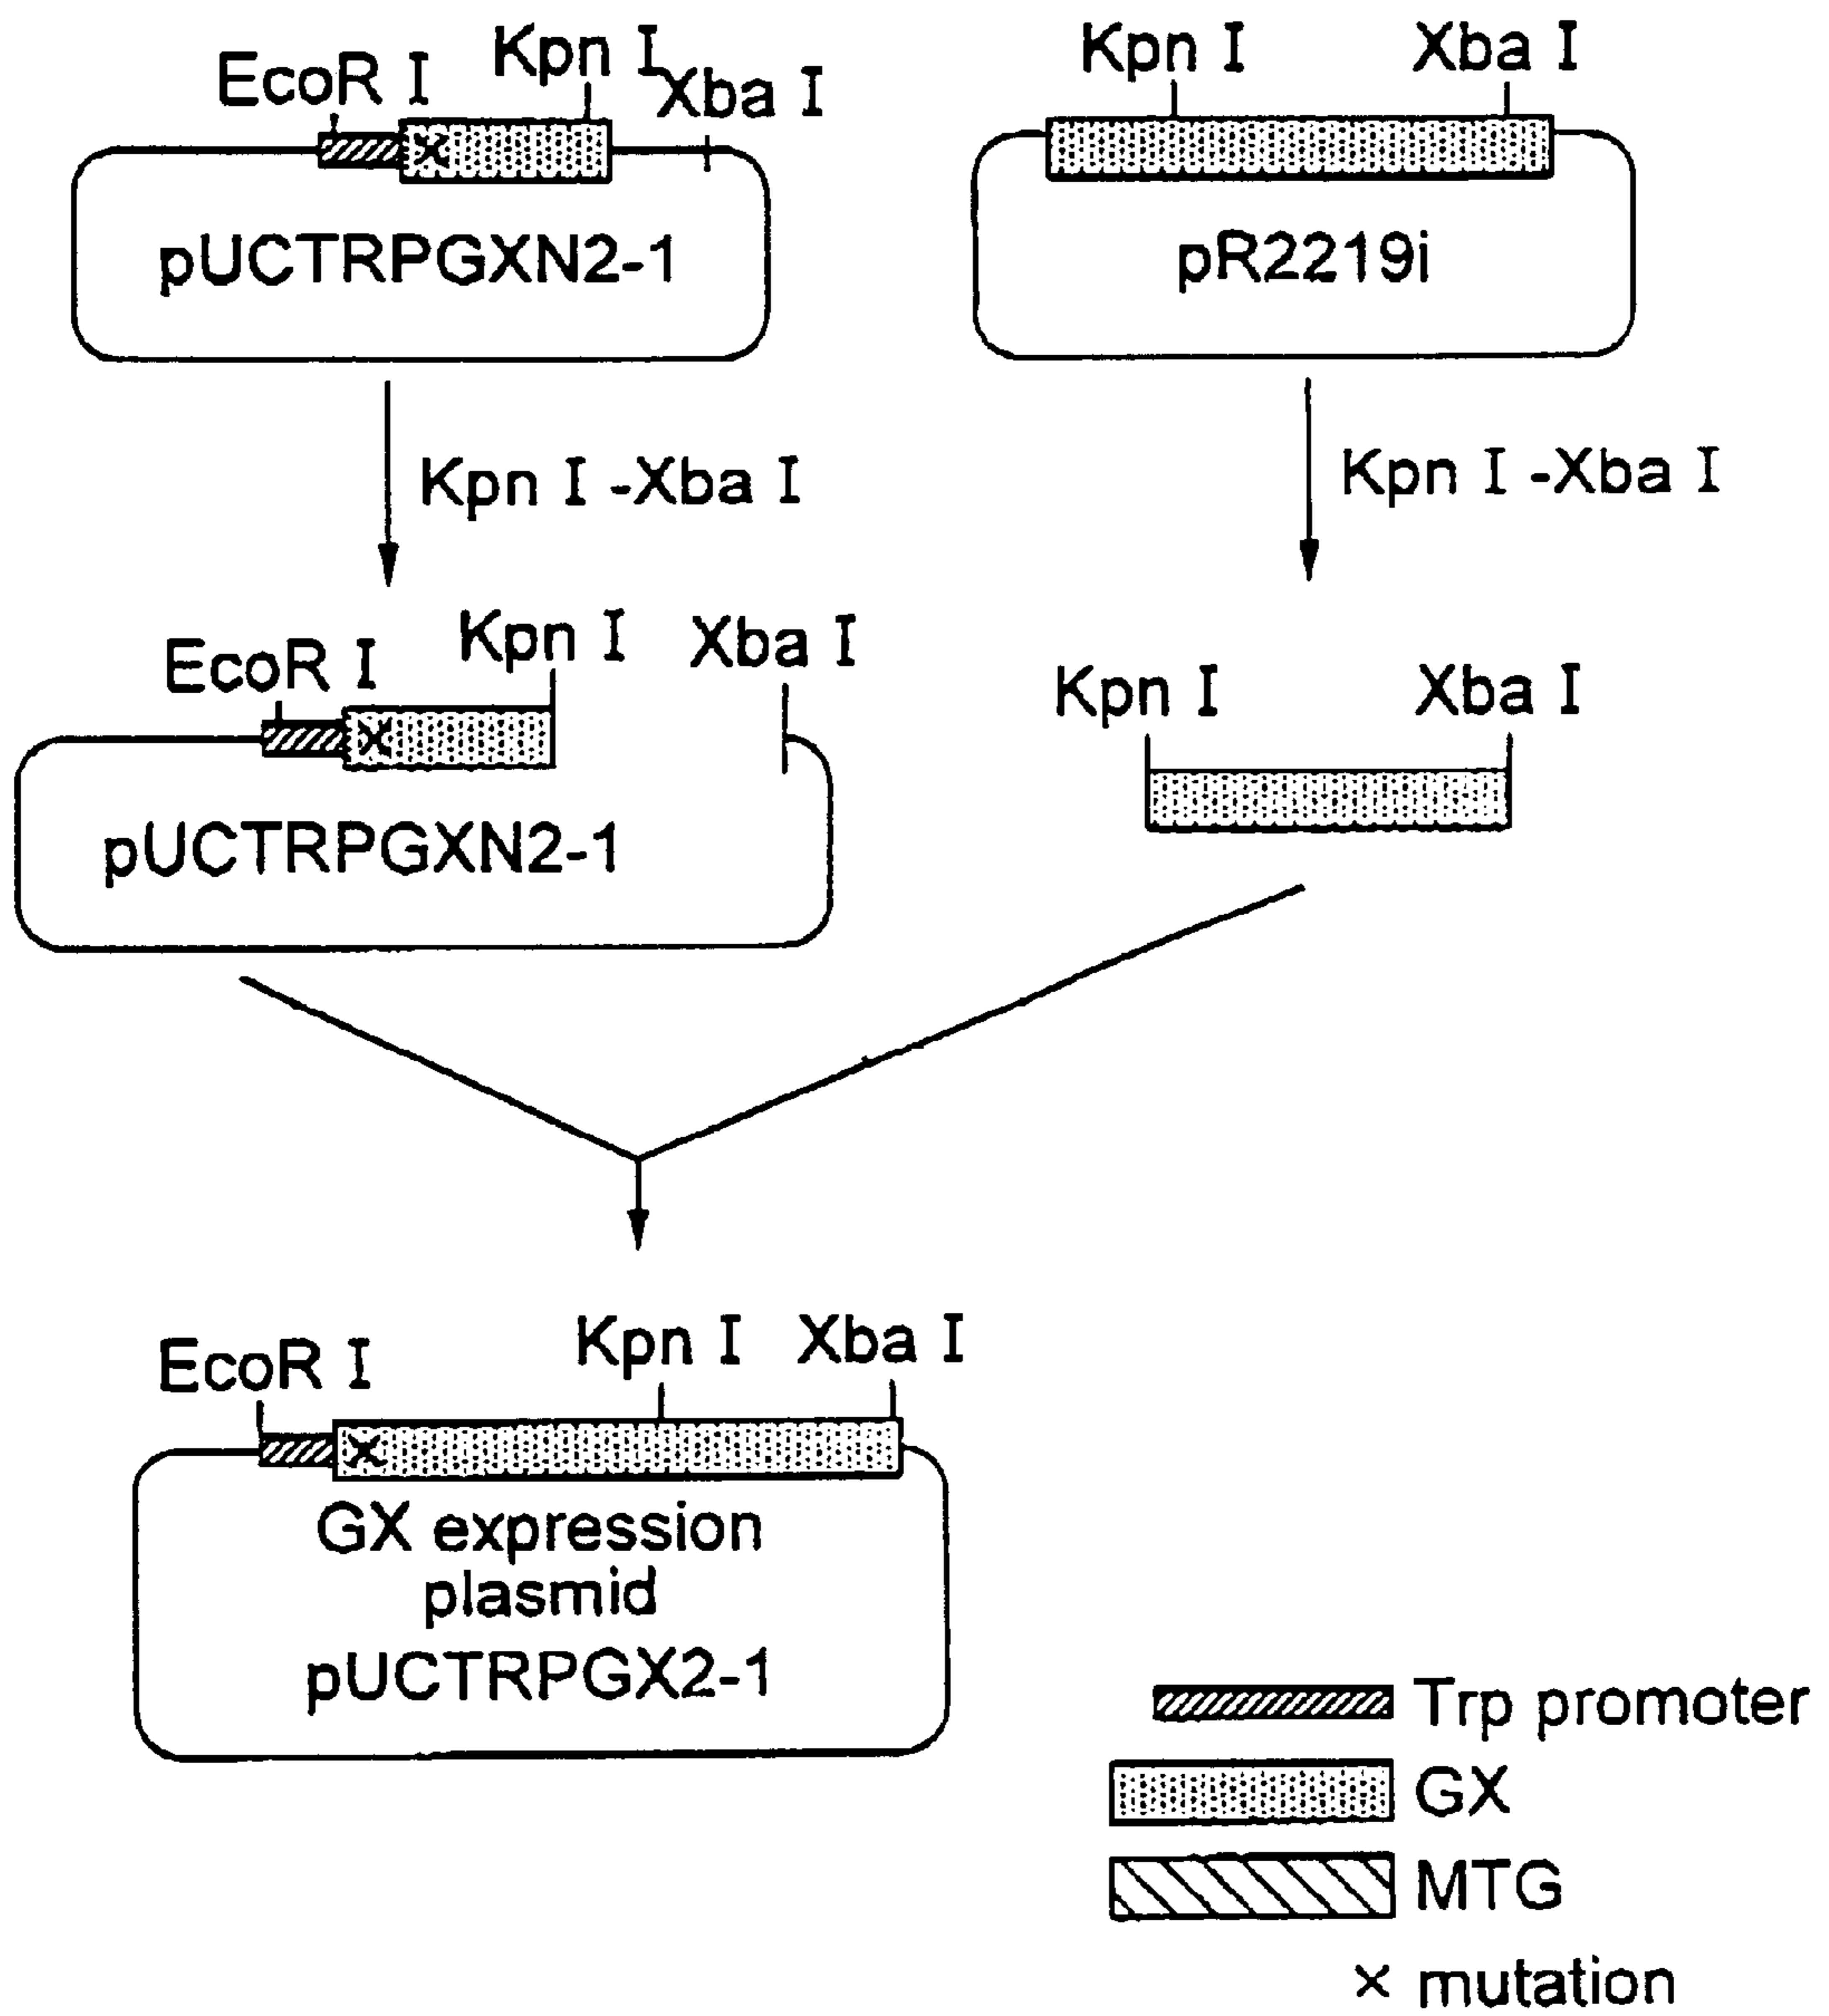 EcoR I
Kpn I
Xba I
Kpn I
Xba I
pUCTRPGXN2-1
pR2219i
Kpn I -Xba I
Kpn I -Xba I
EcoR I
Kpn I
Xba I
Kpn I
Xba I
pUCTRPGXN2-1
EcoR I
Kpn I
Xba I
GX expression
plasmid
pUCTRPGX2-1
Trp promoter
GX
MTG
× mutation